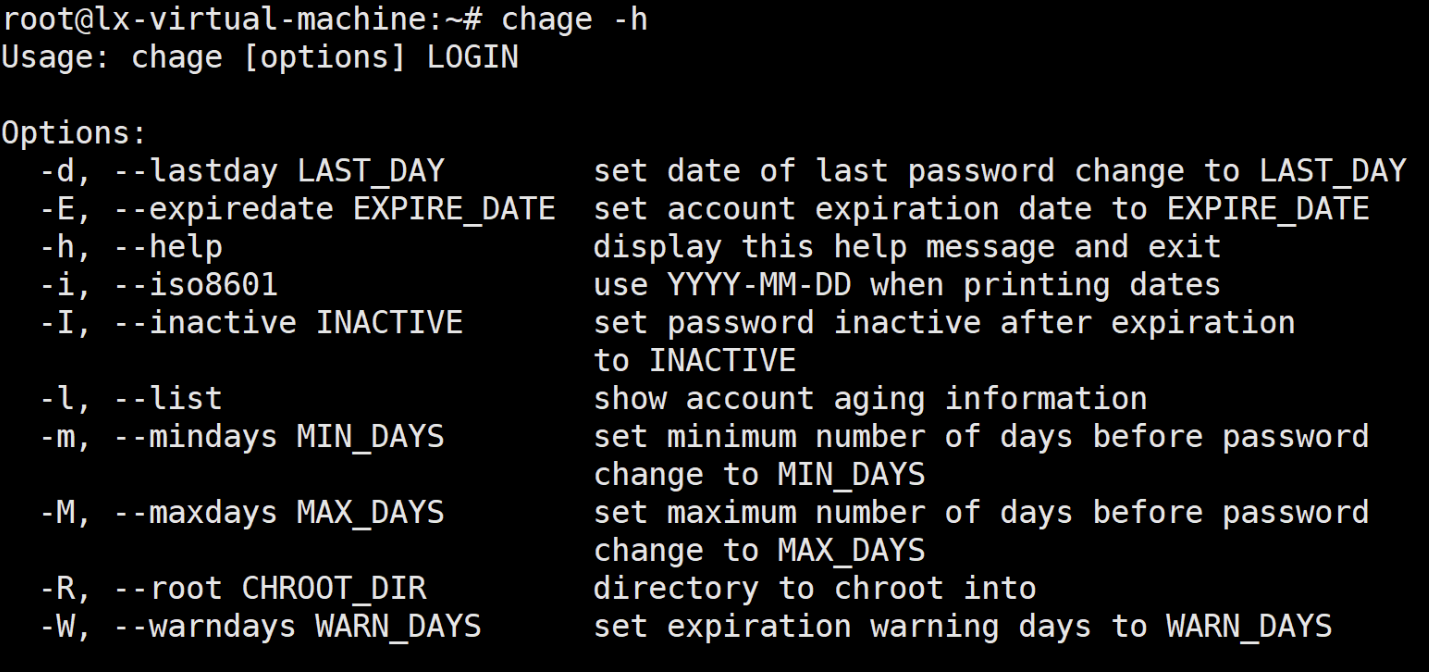 root@lx-virtual-machine:~# chage -h
Usage: chage [options] LOGIN

Options:
  -d, --lastday LAST_DAY        set date of last password change to LAST_DAY
  -E, --expiredate EXPIRE_DATE  set account expiration date to EXPIRE_DATE
  -h, --help                    display this help message and exit
  -i, --iso8601                 use YYYY-MM-DD when printing dates
  -I, --inactive INACTIVE       set password inactive after expiration
                                to INACTIVE
  -l, --list                    show account aging information
  -m, --mindays MIN_DAYS        set minimum number of days before password
                                change to MIN_DAYS
  -M, --maxdays MAX_DAYS        set maximum number of days before password
                                change to MAX_DAYS
  -R, --root CHROOT_DIR         directory to chroot into
  -W, --warndays WARN_DAYS      set expiration warning days to WARN_DAYS